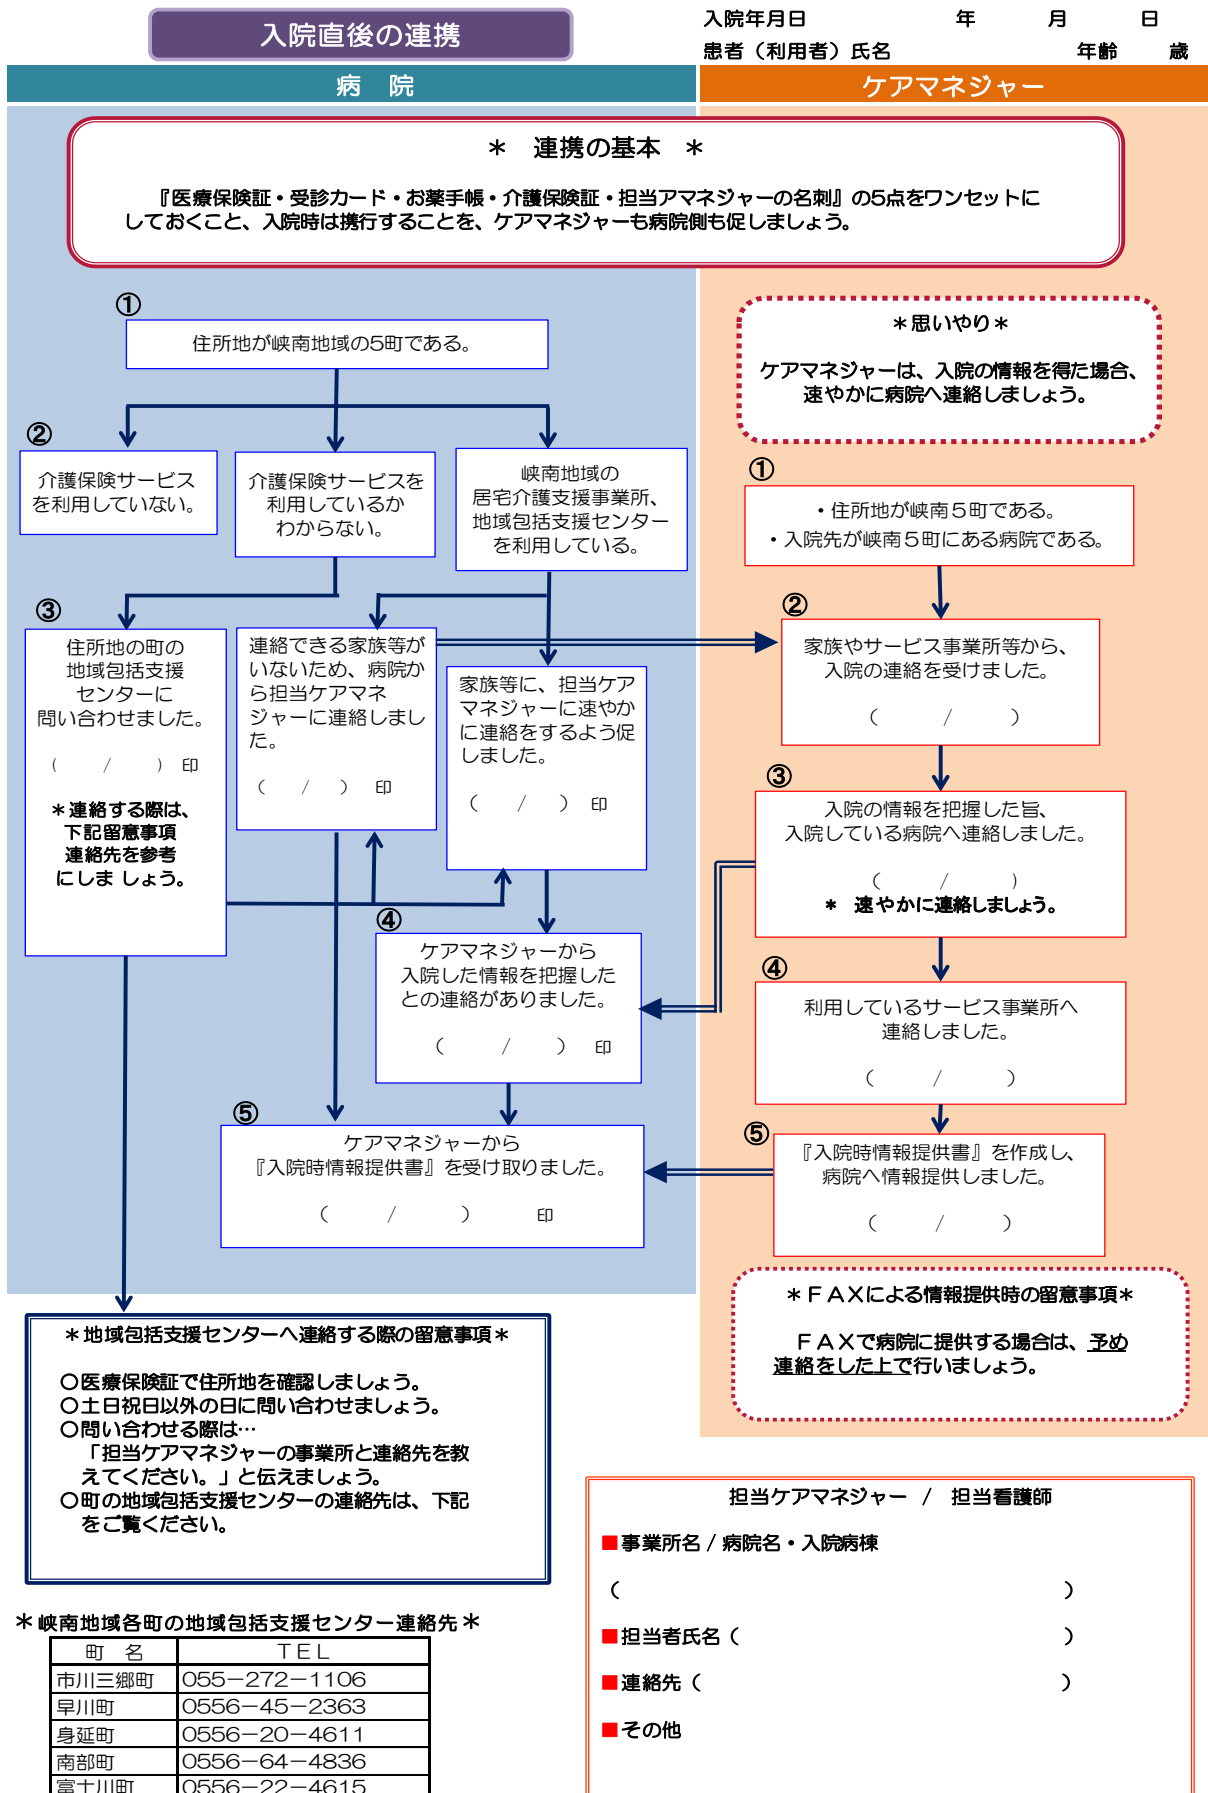 入院直後の連携
入院年月日　年　月　日
患者（利用者）氏名　年齢　歳
病　院
ケアマネジャー
＊　連携の基本　＊
『医療保険証・受診カード・お薬手帳・介護保険証・担当アマネジャーの名刺』の5点をワンセットに
しておくこと、入院時は携行することを、ケアマネジャーも病院側も促しましょう。
①
住所地が峡南地域の5町である。
②
介護保険サービス
を利用していない。
介護保険サービスを
利用しているか
わからない。
峡南地域の
居宅介護支援事業所、
地域包括支援センター
を利用している。
③
住所地の町の
地域包括支援
センターに
問い合わせました。
（　/　）印
＊連絡する際は、
下記留意事項
連絡先を参考
にしま しょう。
連絡できる家族等が
いないため、病院か
ら担当ケアマネ
ジャーに連絡しまし
た。
（　/　）印
家族等に、担当ケア
マネジャーに速やか
に連絡をするよう促
しました。
（　/　）印
④
ケアマネジャーから
入院した情報を把握した
との連絡がありました。
（　/　）印
⑤
ケアマネジャーから
『入院時情報提供書』を受け取りました。
（　/　）印
＊思いやり＊
ケアマネジャーは、入院の情報を得た場合、
速やかに病院へ連絡しましょう。
①
・住所地が峡南５町である。
・入院先が峡南５町にある病院である。
②
家族やサービス事業所等から、
入院の連絡を受けました。
（　/　）
③
入院の情報を把握した旨、
入院している病院へ連絡しました。
（　/　）
＊　速やかに連絡しましょう。
④
利用しているサービス事業所へ
連絡しました。
（　/　）
⑤
『入院時情報提供書』を作成し、
病院へ情報提供しました。
（　/　）
＊ＦＡＸによる情報提供時の留意事項＊
ＦＡＸで病院に提供する場合は、予め
連絡をした上で行いましょう。
＊地域包括支援センターへ連絡する際の留意事項＊
〇医療保険証で住所地を確認しましょう。
〇土日祝日以外の日に問い合わせましょう。
〇問い合わせる際は…
「担当ケアマネジャーの事業所と連絡先を教
えてください。」と伝えましょう。
〇町の地域包括支援センターの連絡先は、下記
をご覧ください。
＊峡南地域各町の地域包括支援センター連絡先＊
町　名　ＴＥＬ
市川三郷町　055－272－1106
早川町　0556－45－2363
身延町　0556－20－4611
南部町　0556－64－4836
富士川町　0556－22－4615
担当ケアマネジャー　/　担当看護師
■事業所名 / 病院名・入院病棟
（　）
■担当者氏名（　）
■連絡先（　）
■その他